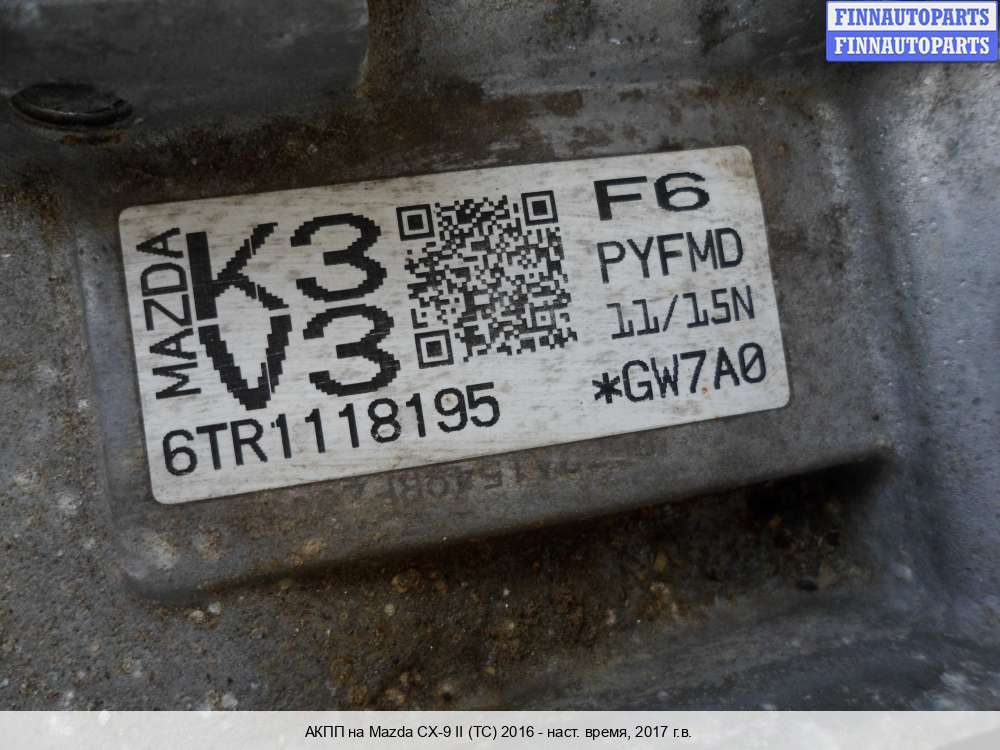 FINNAUTOPARTS
FINNAUTOPARTS
MAZDA
K3
V3
6TR1118195
F6
PYFMD
11/15N
*GW7A0
АКПП на Mazda CX-9 II (TC) 2016 - наст. время, 2017 г.в.